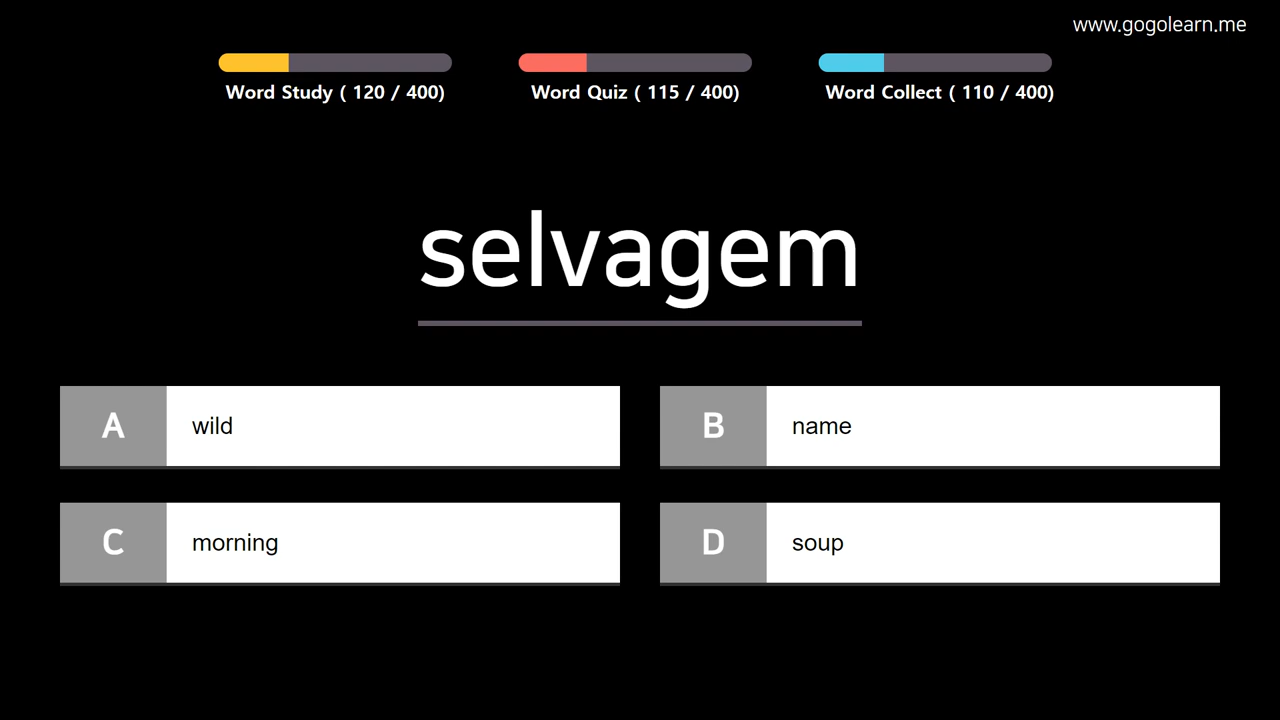 www.gogolearn.me
Word Study ( 120 / 400)
Word Quiz ( 115 / 400)
Word Collect ( 110 / 400)
selvagem
A wild
B name
C morning
D soup